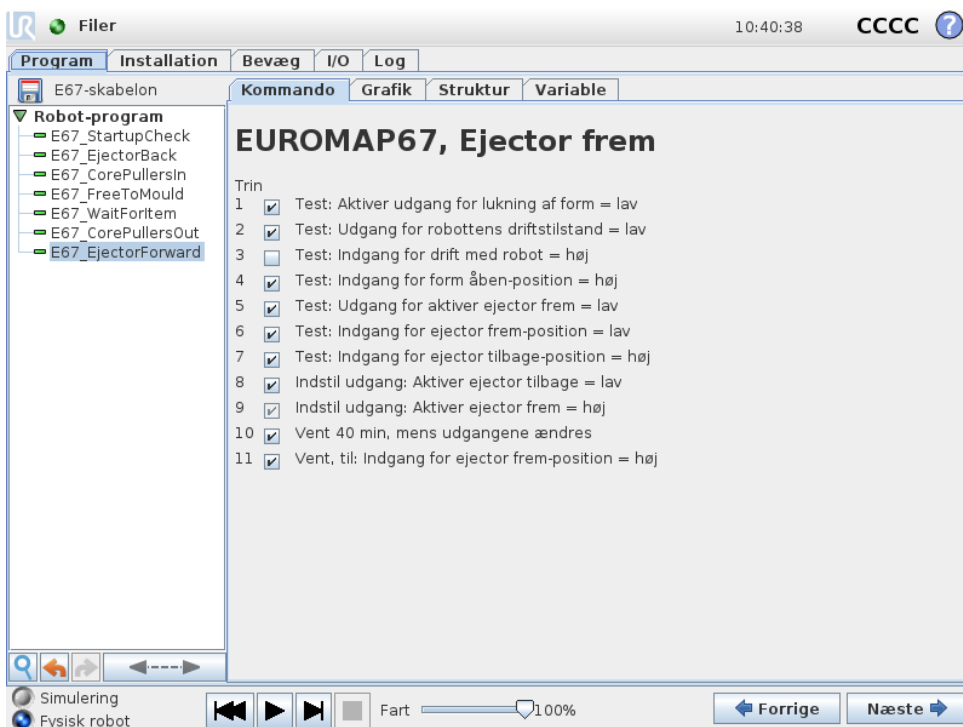 UR Filer 10:40:38 CCCC ?
Program Installation Bevæg I/O Log
E67-skabelon
Kommando Grafik Struktur Variable
Robot-program
E67_StartupCheck
E67_EjectorBack
E67_CorePullersIn
E67_FreeToMould
E67_WaitForItem
E67_CorePullersOut
E67_EjectorForward
EUROMAP67, Ejector frem
Trin
1 Test: Aktiver udgang for lukning af form = lav
2 Test: Udgang for robottens driftstilstand = lav
3 Test: Indgang for drift med robot = høj
4 Test: Indgang for form åben-position = høj
5 Test: Udgang for aktiver ejector frem = lav
6 Test: Indgang for ejector frem-position = lav
7 Test: Indgang for ejector tilbage-position = høj
8 Indstil udgang: Aktiver ejector tilbage = lav
9 Indstil udgang: Aktiver ejector frem = høj
10 Vent 40 min, mens udgangene ændres
11 Vent, til: Indgang for ejector frem-position = høj
Simulering
Fysisk robot
Fart 100%
Forrige Næste